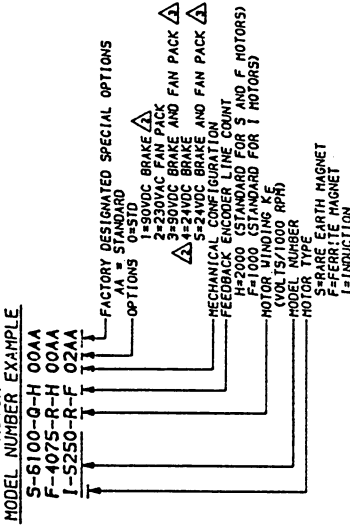 MODEL NUMBER EXAMPLE
S-6100-Q-H 00AA
F-4075-R-H 00AA
I-5250-R-F 02AA
FACTORY DESIGNATED SPECIAL OPTIONS
AA = STANDARD
OPTIONS 0=STD
1=90VDC BRAKE
2=230VAC FAN PACK
3=90VDC BRAKE AND FAN PACK
4=24VDC BRAKE
5=24VDC BRAKE AND FAN PACK
MECHANICAL CONFIGURATION
FEEDBACK ENCODER LINE COUNT
H=2000 (STANDARD FOR S AND F MOTORS)
F=1000 (STANDARD FOR I MOTORS)
MOTOR WINDING KE
(VOLTS/1000 RPM)
MODEL NUMBER
MOTOR TYPE
S=RARE EARTH MAGNET
F=FERRITE MAGNET
I=INDUCTION